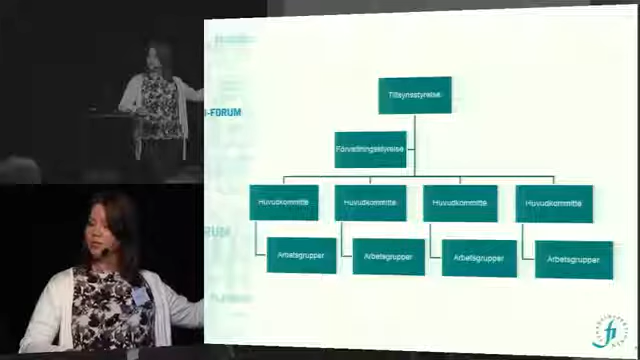 I-FORUM
Tillsynsstyrelse
Förvaltningsstyrelse
Huvudkommitté
Huvudkommitté
Huvudkommitté
Huvudkommitté
Arbetsgrupper
Arbetsgrupper
Arbetsgrupper
Arbetsgrupper